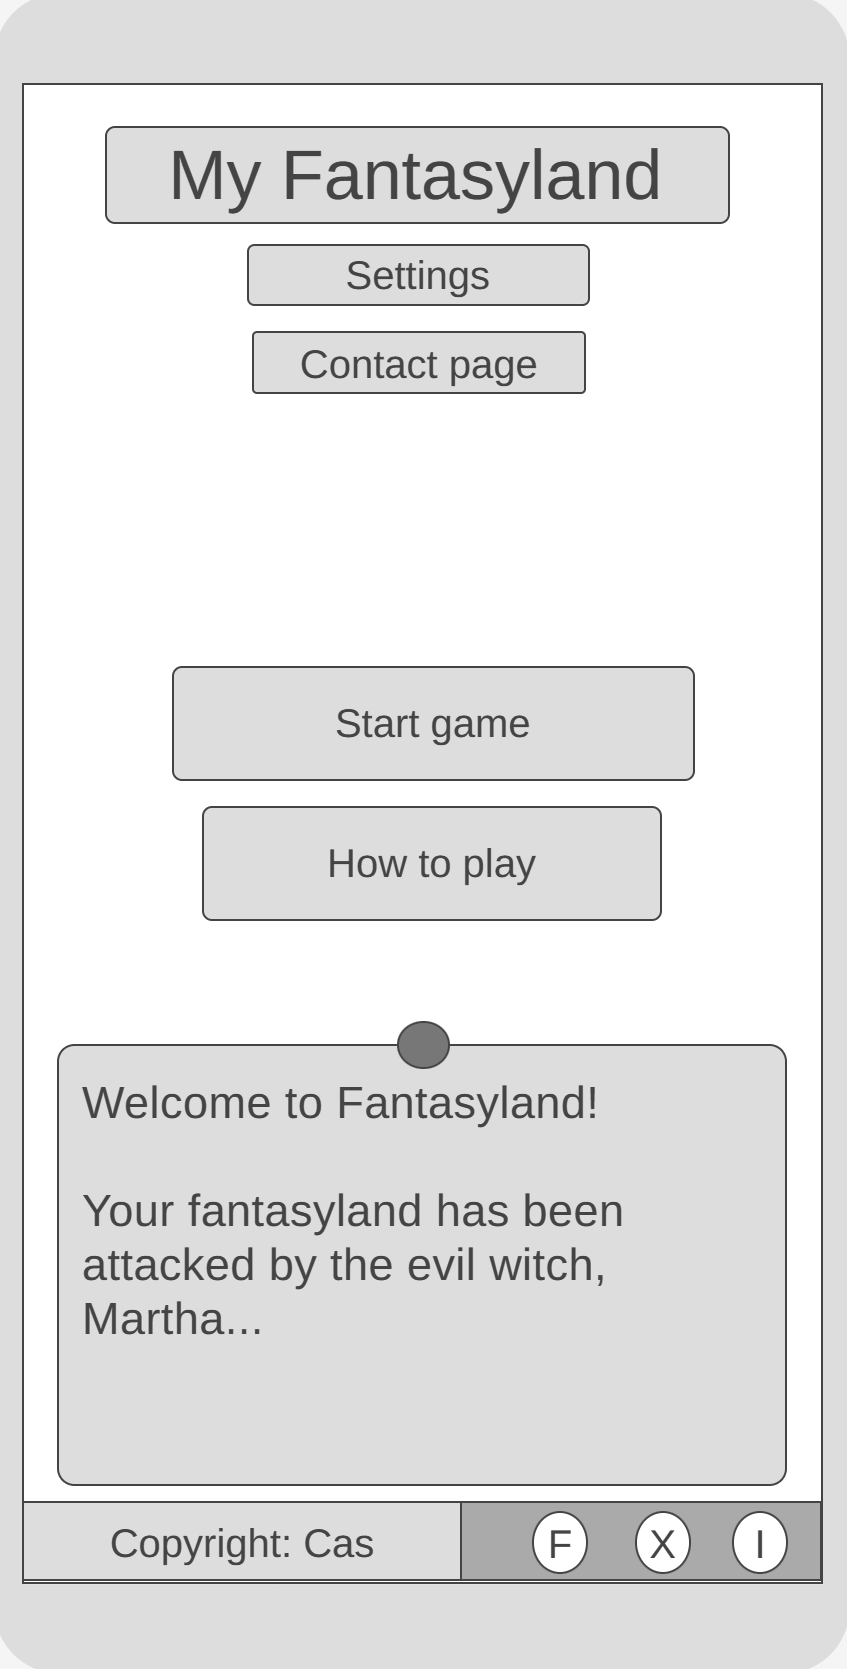 My Fantasyland
Settings
Contact page
Start game
How to play
Welcome to Fantasyland!
Your fantasyland has been
attacked by the evil witch,
Martha...
Copyright: Cas
F
X
I